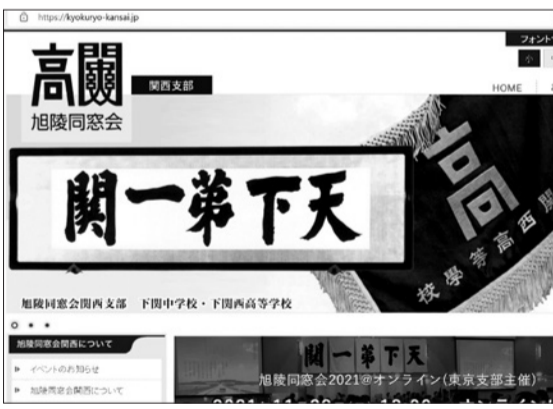 https://kyokuryo-kansai.jp
フォント
小
高關
旭陵同窓会
関西支部
HOME
天下第一関
高
西高等學校
旭陵同窓会関西支部 下関中学校・下関西高等学校
旭陵同窓会関西について
イベントのお知らせ
旭陵同窓会関西について
天下第一関
旭陵同窓会2021@オンライン(東京支部主催)